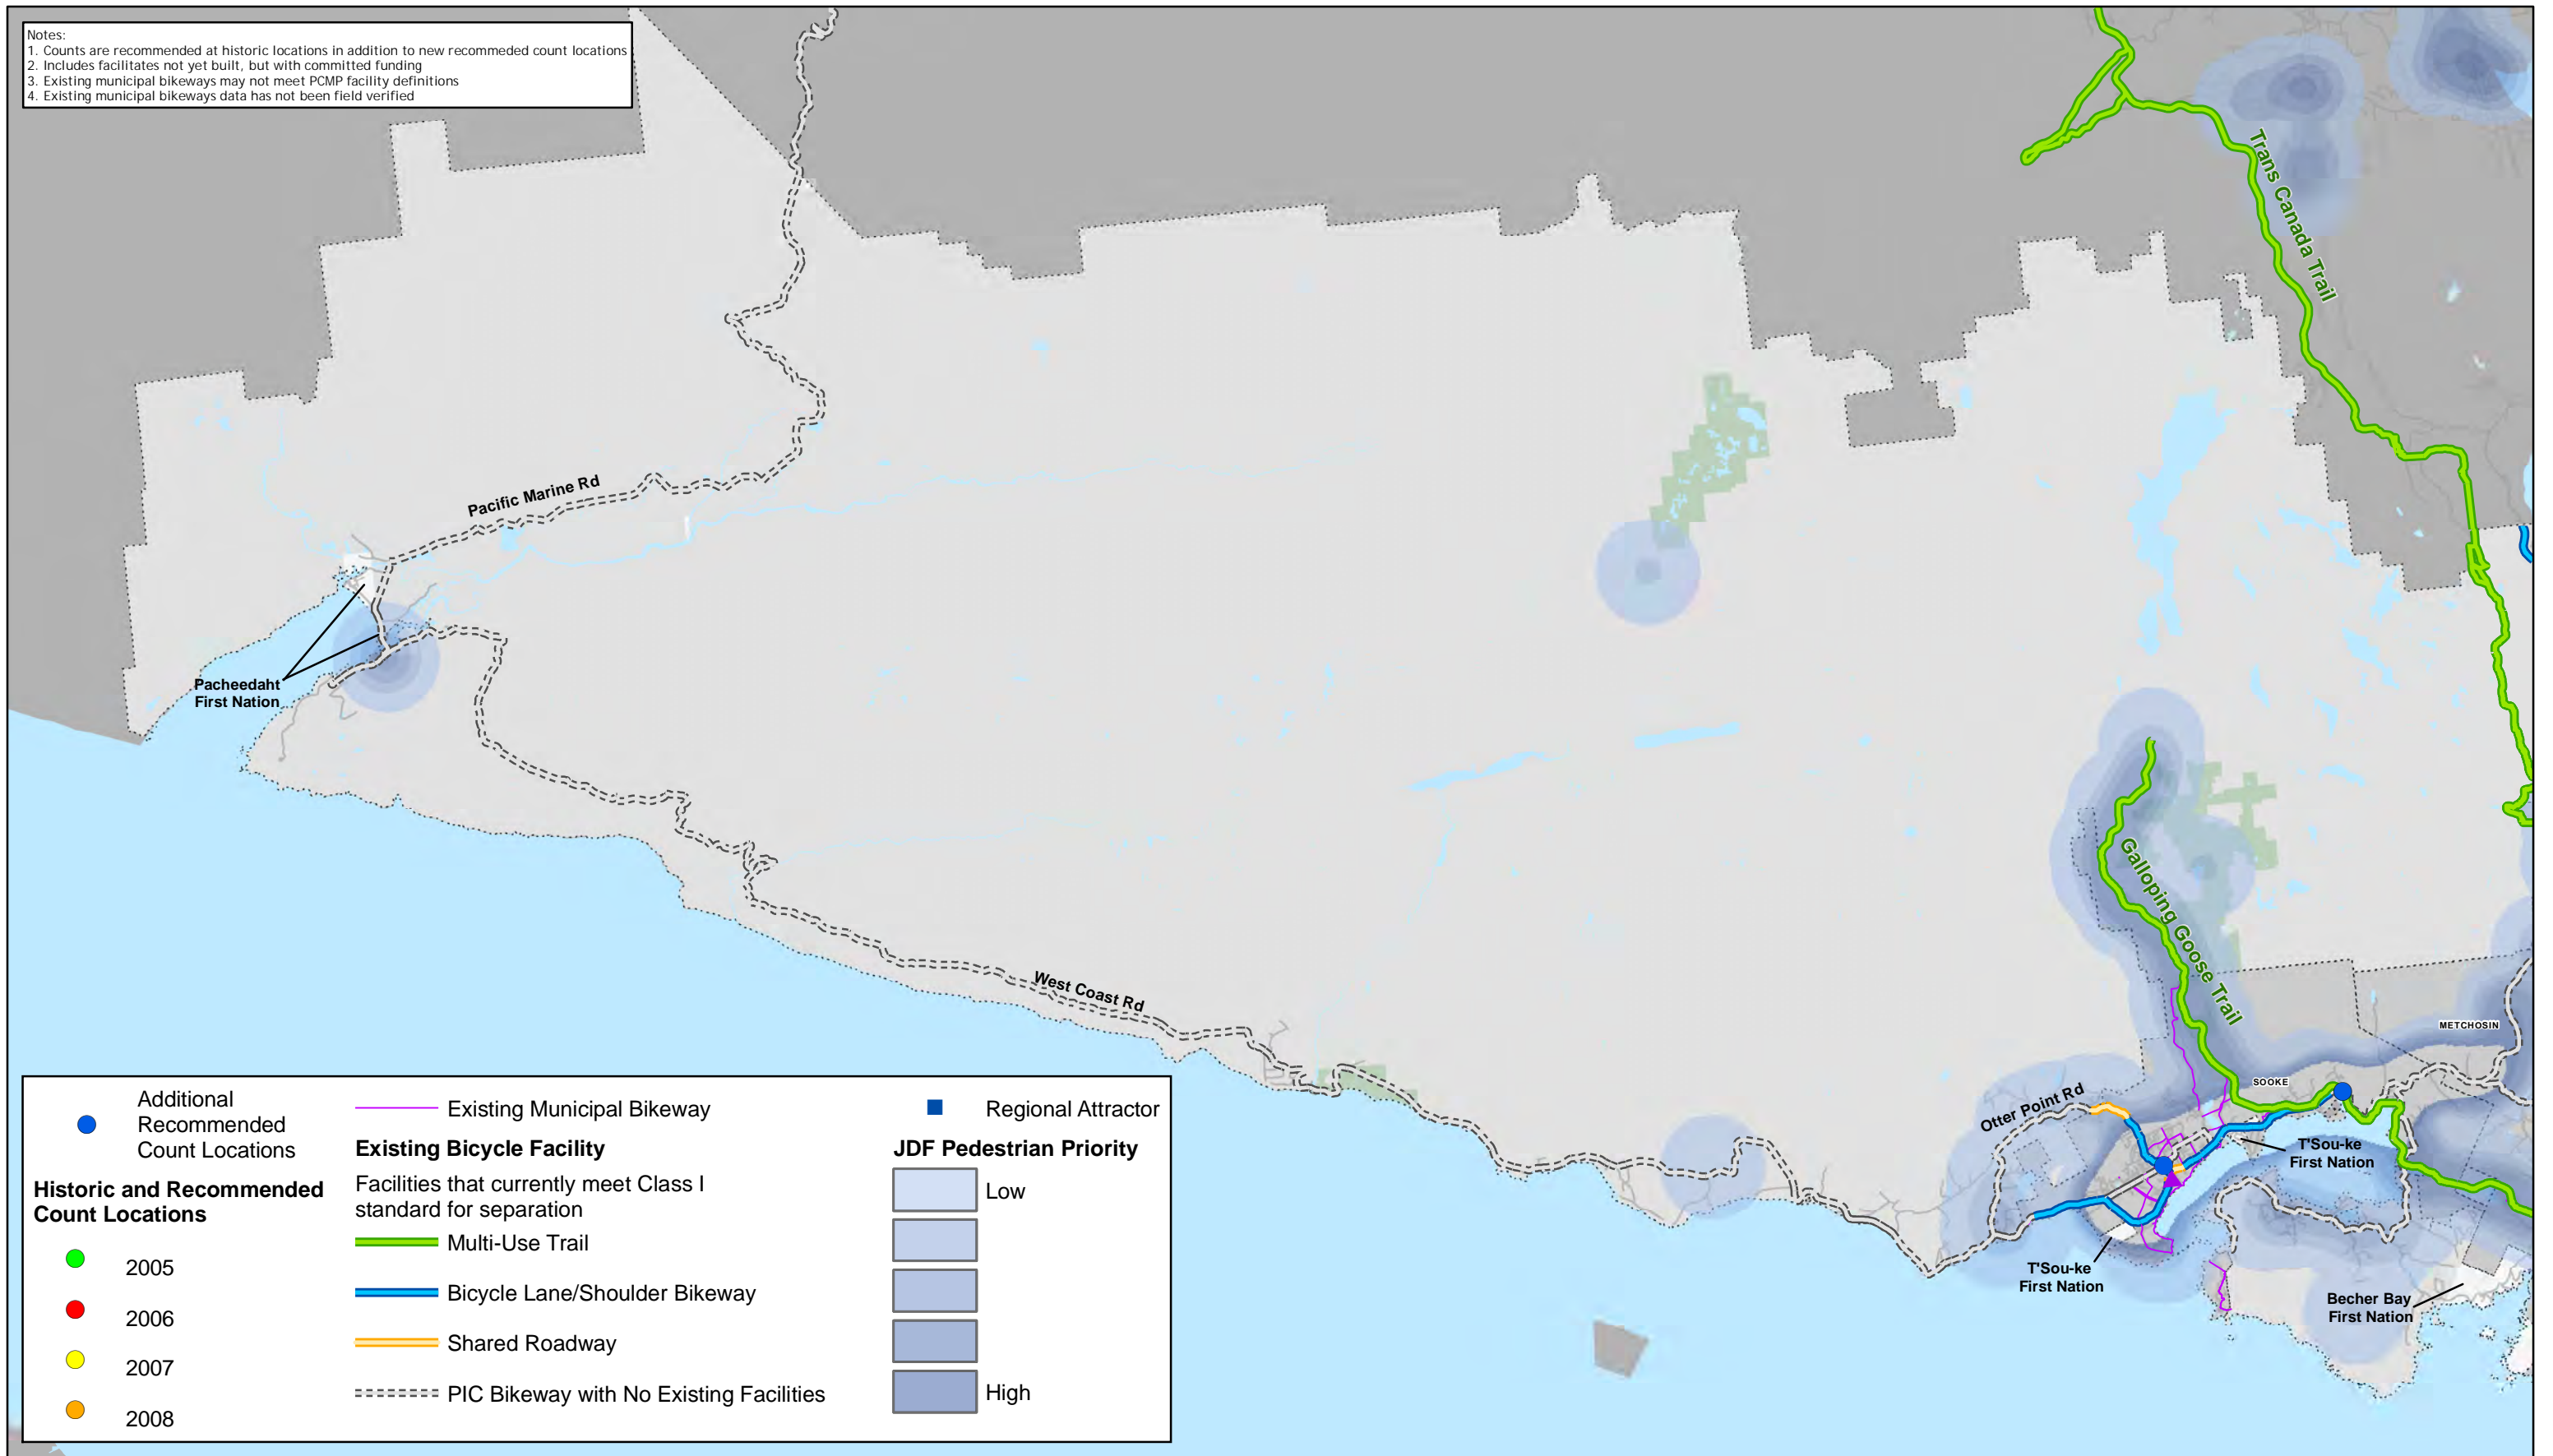 Notes:
1. Counts are recommended at historic locations in addition to new recommeded count locations
2. Includes facilitates not yet built, but with committed funding
3. Existing municipal bikeways may not meet PCMP facility definitions
4. Existing municipal bikeways data has not been field verified
Trans Canada Trail
Pacific Marine Rd
Pacheedaht
First Nation
Galloping Goose Trail
West Coast Rd
METCHOSIN
SOOKE
Otter Point Rd
T'Sou-ke
First Nation
T'Sou-ke
First Nation
Becher Bay
First Nation
Additional
Recommended
Count Locations
Historic and Recommended
Count Locations
2005
2006
2007
2008
Existing Municipal Bikeway
Existing Bicycle Facility
Facilities that currently meet Class I
standard for separation
Multi-Use Trail
Bicycle Lane/Shoulder Bikeway
Shared Roadway
PIC Bikeway with No Existing Facilities
Regional Attractor
JDF Pedestrian Priority
Low
High